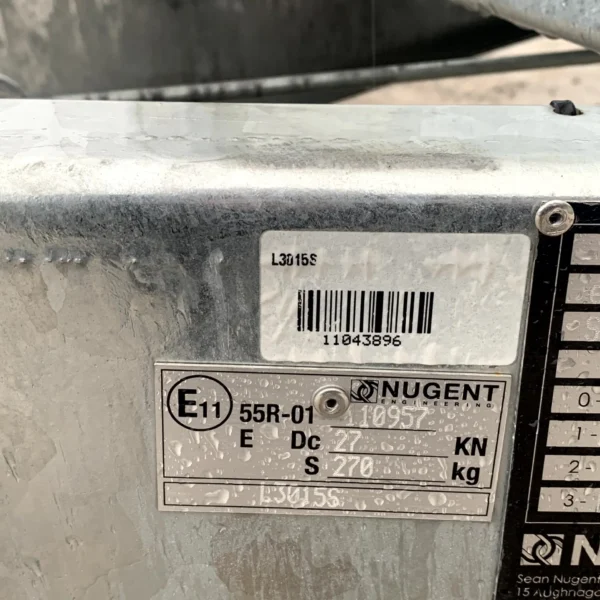 L3015S
11043896
NUGENT
ENGINEERING
E11 55R-01 110957
E Dc 27 KN
S 270 kg
L3015S
0-
1-
2-
3-
N
Sean Nugent
15 Aughnag